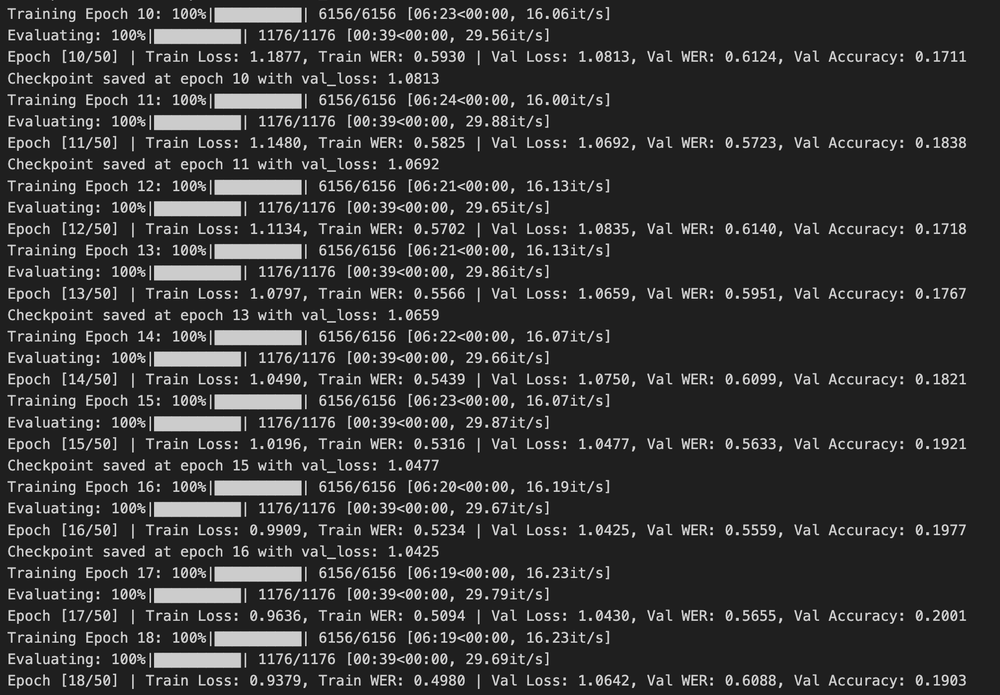 Training Epoch 10: 100%|██████████| 6156/6156 [06:23<00:00, 16.06it/s]
Evaluating: 100%|██████████| 1176/1176 [00:39<00:00, 29.56it/s]
Epoch [10/50] | Train Loss: 1.1877, Train WER: 0.5930 | Val Loss: 1.0813, Val WER: 0.6124, Val Accuracy: 0.1711
Checkpoint saved at epoch 10 with val_loss: 1.0813
Training Epoch 11: 100%|██████████| 6156/6156 [06:24<00:00, 16.00it/s]
Evaluating: 100%|██████████| 1176/1176 [00:39<00:00, 29.88it/s]
Epoch [11/50] | Train Loss: 1.1480, Train WER: 0.5825 | Val Loss: 1.0692, Val WER: 0.5723, Val Accuracy: 0.1838
Checkpoint saved at epoch 11 with val_loss: 1.0692
Training Epoch 12: 100%|██████████| 6156/6156 [06:21<00:00, 16.13it/s]
Evaluating: 100%|██████████| 1176/1176 [00:39<00:00, 29.65it/s]
Epoch [12/50] | Train Loss: 1.1134, Train WER: 0.5702 | Val Loss: 1.0835, Val WER: 0.6140, Val Accuracy: 0.1718
Training Epoch 13: 100%|██████████| 6156/6156 [06:21<00:00, 16.13it/s]
Evaluating: 100%|██████████| 1176/1176 [00:39<00:00, 29.86it/s]
Epoch [13/50] | Train Loss: 1.0797, Train WER: 0.5566 | Val Loss: 1.0659, Val WER: 0.5951, Val Accuracy: 0.1767
Checkpoint saved at epoch 13 with val_loss: 1.0659
Training Epoch 14: 100%|██████████| 6156/6156 [06:22<00:00, 16.07it/s]
Evaluating: 100%|██████████| 1176/1176 [00:39<00:00, 29.66it/s]
Epoch [14/50] | Train Loss: 1.0490, Train WER: 0.5439 | Val Loss: 1.0750, Val WER: 0.6099, Val Accuracy: 0.1821
Training Epoch 15: 100%|██████████| 6156/6156 [06:23<00:00, 16.07it/s]
Evaluating: 100%|██████████| 1176/1176 [00:39<00:00, 29.87it/s]
Epoch [15/50] | Train Loss: 1.0196, Train WER: 0.5316 | Val Loss: 1.0477, Val WER: 0.5633, Val Accuracy: 0.1921
Checkpoint saved at epoch 15 with val_loss: 1.0477
Training Epoch 16: 100%|██████████| 6156/6156 [06:20<00:00, 16.19it/s]
Evaluating: 100%|██████████| 1176/1176 [00:39<00:00, 29.67it/s]
Epoch [16/50] | Train Loss: 0.9909, Train WER: 0.5234 | Val Loss: 1.0425, Val WER: 0.5559, Val Accuracy: 0.1977
Checkpoint saved at epoch 16 with val_loss: 1.0425
Training Epoch 17: 100%|██████████| 6156/6156 [06:19<00:00, 16.23it/s]
Evaluating: 100%|██████████| 1176/1176 [00:39<00:00, 29.79it/s]
Epoch [17/50] | Train Loss: 0.9636, Train WER: 0.5094 | Val Loss: 1.0430, Val WER: 0.5655, Val Accuracy: 0.2001
Training Epoch 18: 100%|██████████| 6156/6156 [06:19<00:00, 16.23it/s]
Evaluating: 100%|██████████| 1176/1176 [00:39<00:00, 29.69it/s]
Epoch [18/50] | Train Loss: 0.9379, Train WER: 0.4980 | Val Loss: 1.0642, Val WER: 0.6088, Val Accuracy: 0.1903